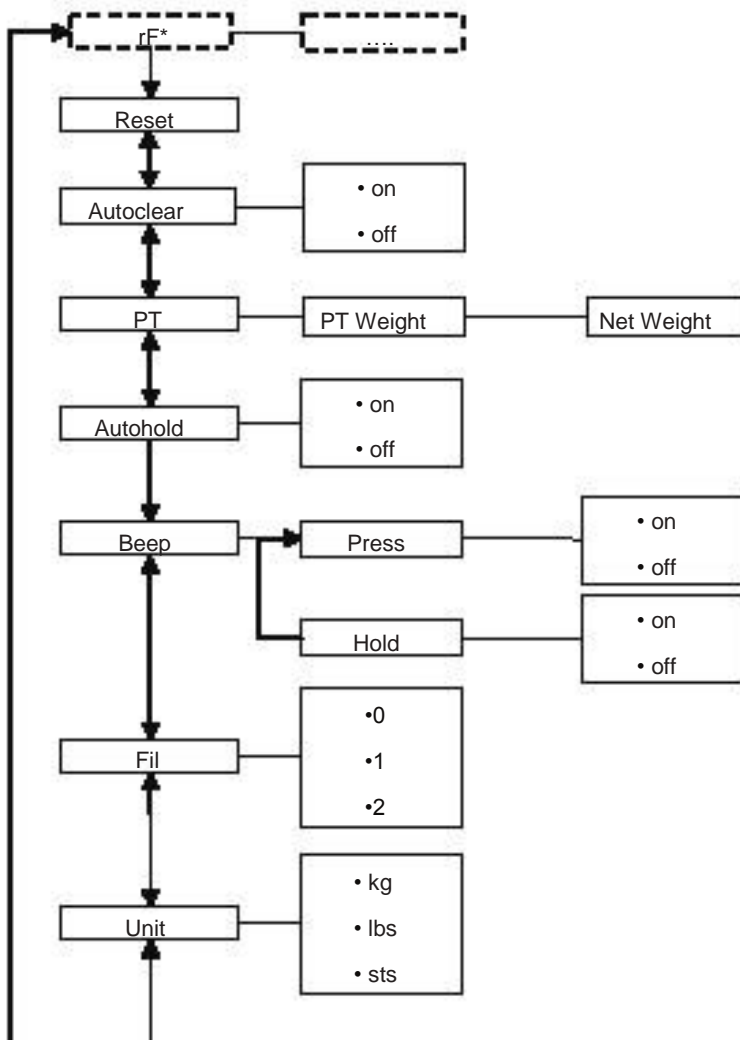 rF*
....
Reset
Autoclear
• on
• off
PT
PT Weight
Net Weight
Autohold
• on
• off
Beep
Press
• on
• off
Hold
• on
• off
Fil
•0
•1
•2
Unit
• kg
• lbs
• sts